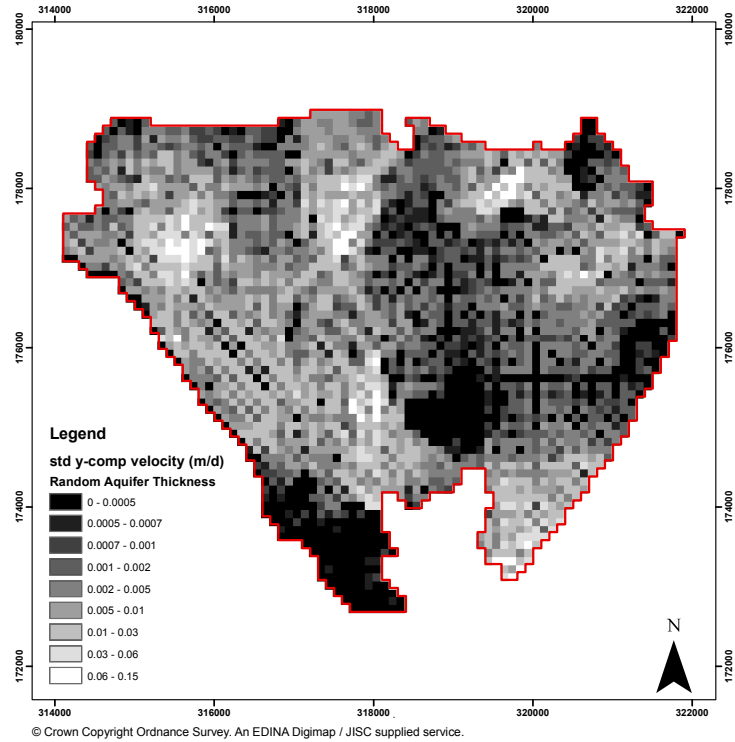 314000 316000 318000 320000 322000
180000 180000
178000 178000
176000 176000
174000 174000
172000 172000
Legend
std y-comp velocity (m/d)
Random Aquifer Thickness
0 - 0.0005
0.0005 - 0.0007
0.0007 - 0.001
0.001 - 0.002
0.002 - 0.005
0.005 - 0.01
0.01 - 0.03
0.03 - 0.06
0.06 - 0.15
N
314000 316000 318000 320000 322000
© Crown Copyright Ordnance Survey. An EDINA Digimap / JISC supplied service.